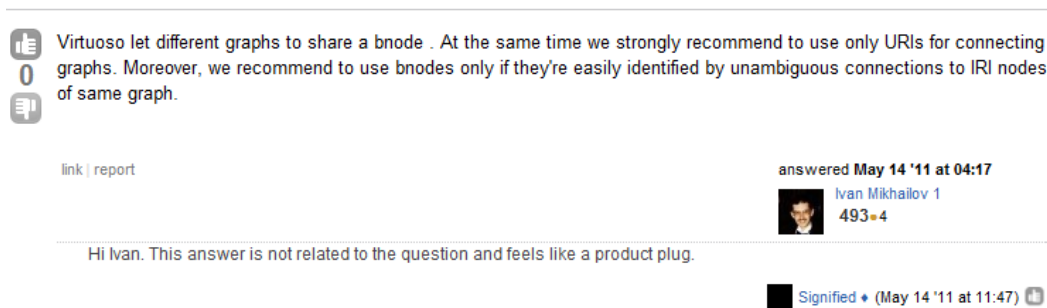 Virtuoso let different graphs to share a bnode . At the same time we strongly recommend to use only URIs for connecting
0
graphs. Moreover, we recommend to use bnodes only if they're easily identified by unambiguous connections to IRI nodes
of same graph.
link | report
answered May 14 '11 at 04:17
Ivan Mikhailov 1
493●4
Hi Ivan. This answer is not related to the question and feels like a product plug.
Signified ♦ (May 14 '11 at 11:47)